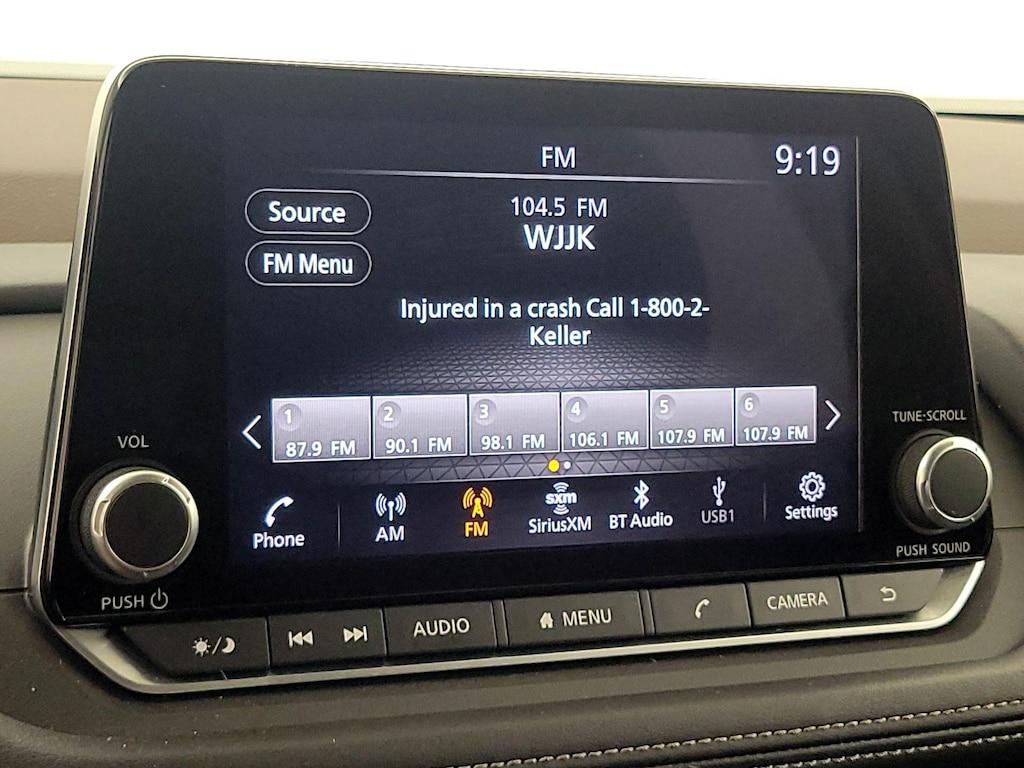 FM
9:19
Source
104.5 FM
WJJK
FM Menu
Injured in a crash Call 1-800-2-
Keller
1
87.9 FM
2
90.1 FM
3
98.1 FM
4
106.1 FM
5
107.9 FM
6
107.9 FM
VOL
TUNE·SCROLL
Phone
AM
FM
sxm
SiriusXM
BT Audio
USB1
Settings
PUSH
PUSH SOUND
AUDIO
MENU
CAMERA